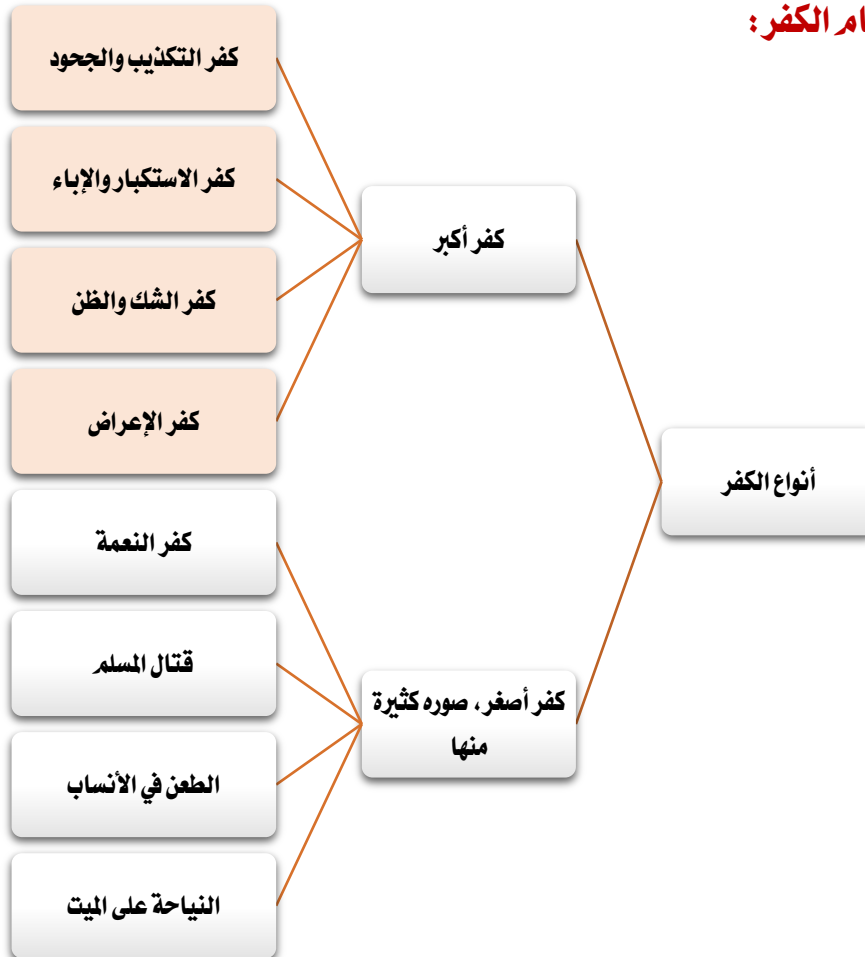 ام الكفر:
أنواع الكفر
كفر أكبر
كفر التكذيب والجحود
كفر الاستكبار والإباء
كفر الشك والظن
كفر الإعراض
كفر أصغر، صوره كثيرة
منها
كفر النعمة
قتال المسلم
الطعن في الأنساب
النياحة على الميت